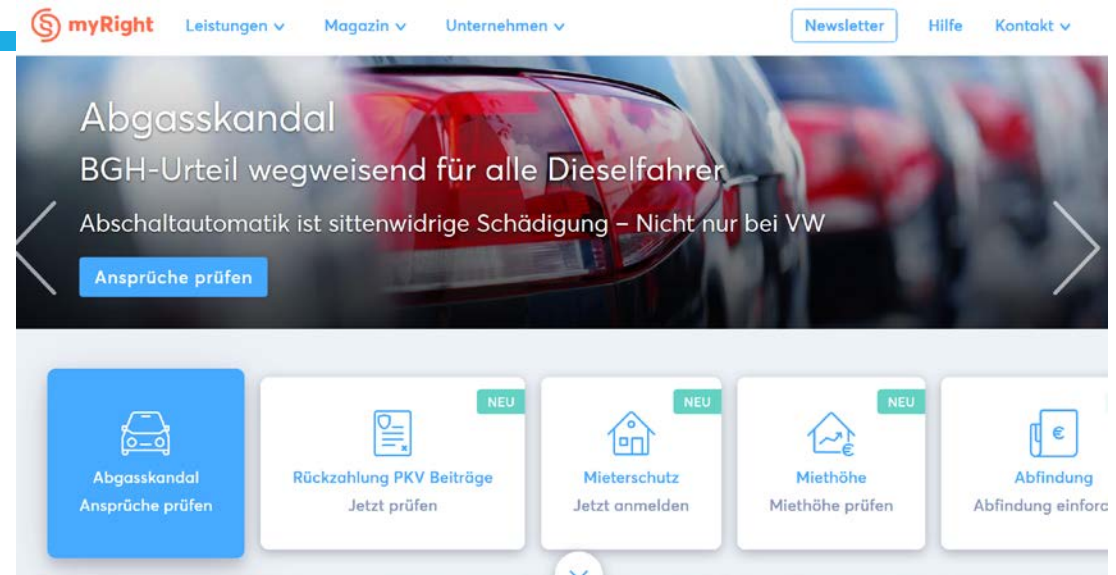 myRight Leistungen Magazin Unternehmen Newsletter Hilfe Kontakt
Abgasskandal
BGH-Urteil wegweisend für alle Dieselfahrer
Abschaltautomatik ist sittenwidrige Schädigung – Nicht nur bei VW
Ansprüche prüfen
NEU NEU NEU
Abgasskandal Rückzahlung PKV Beiträge Mieterschutz Miethöhe Abfindung
Ansprüche prüfen Jetzt prüfen Jetzt anmelden Miethöhe prüfen Abfindung